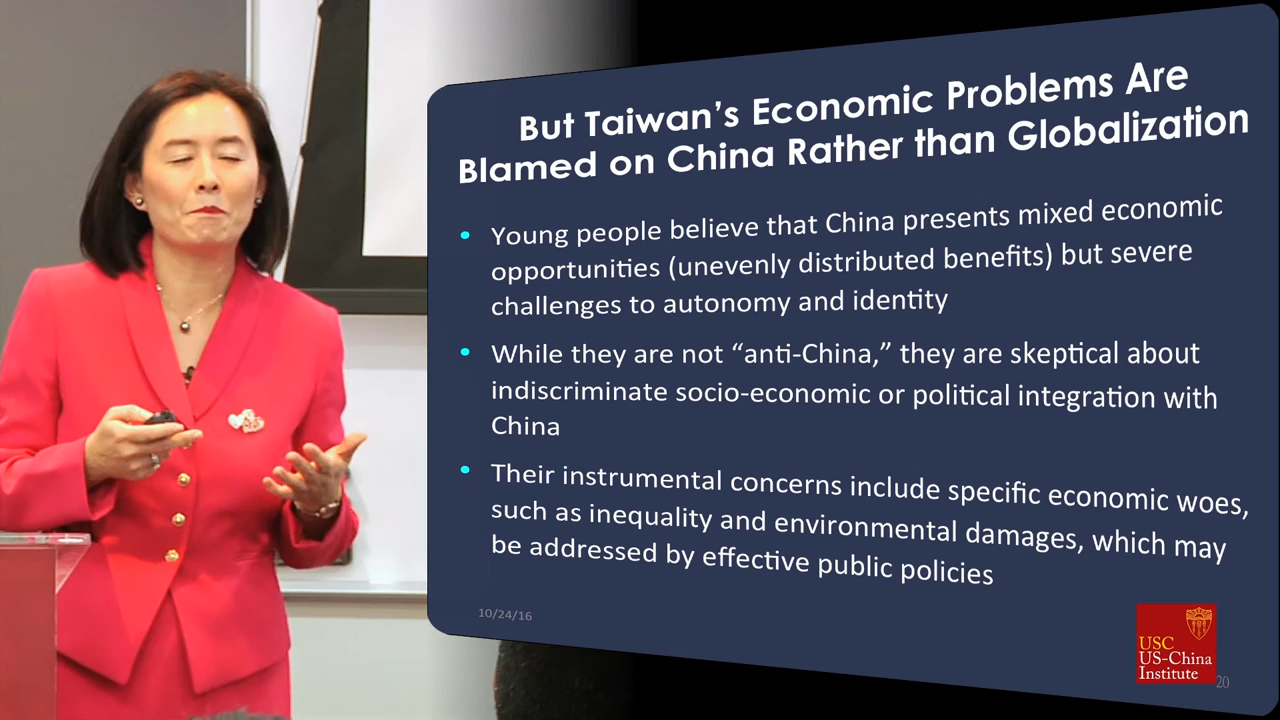 But Taiwan’s Economic Problems Are
Blamed on China Rather than Globalization
• Young people believe that China presents mixed economic
opportunities (unevenly distributed benefits) but severe
challenges to autonomy and identity
• While they are not “anti-China,” they are skeptical about
indiscriminate socio-economic or political integration with
China
• Their instrumental concerns include specific economic woes,
such as inequality and environmental damages, which may
be addressed by effective public policies
10/24/16
USC
US-China
Institute
20